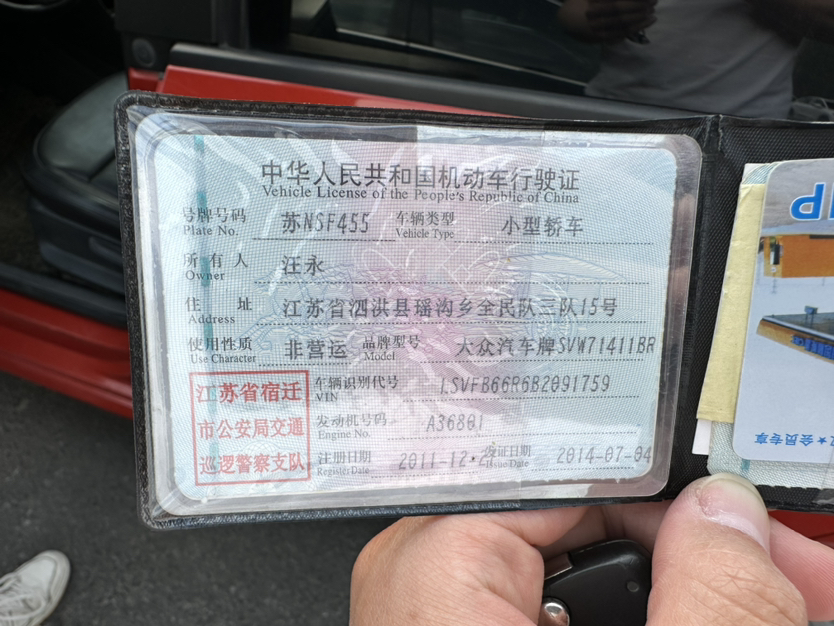 中华人民共和国机动车行驶证
Vehicle License of the People's Republic of China
号牌号码 苏NSF455 车辆类型 小型轿车
Plate No. Vehicle Type
所有人 汪永
Owner
住址 江苏省泗洪县瑶沟乡全民队三队15号
Address
使用性质 非营运 品牌型号 大众汽车牌SVW71411BR
Use Character Model
江苏省宿迁
市公安局交通
巡逻警察支队
车辆识别代号 LSVFB66R6B2091759
VIN
发动机号码 A36801
Engine No.
注册日期 2011-12- 发证日期 2014-07-04
Register Date Issue Date
会员专享